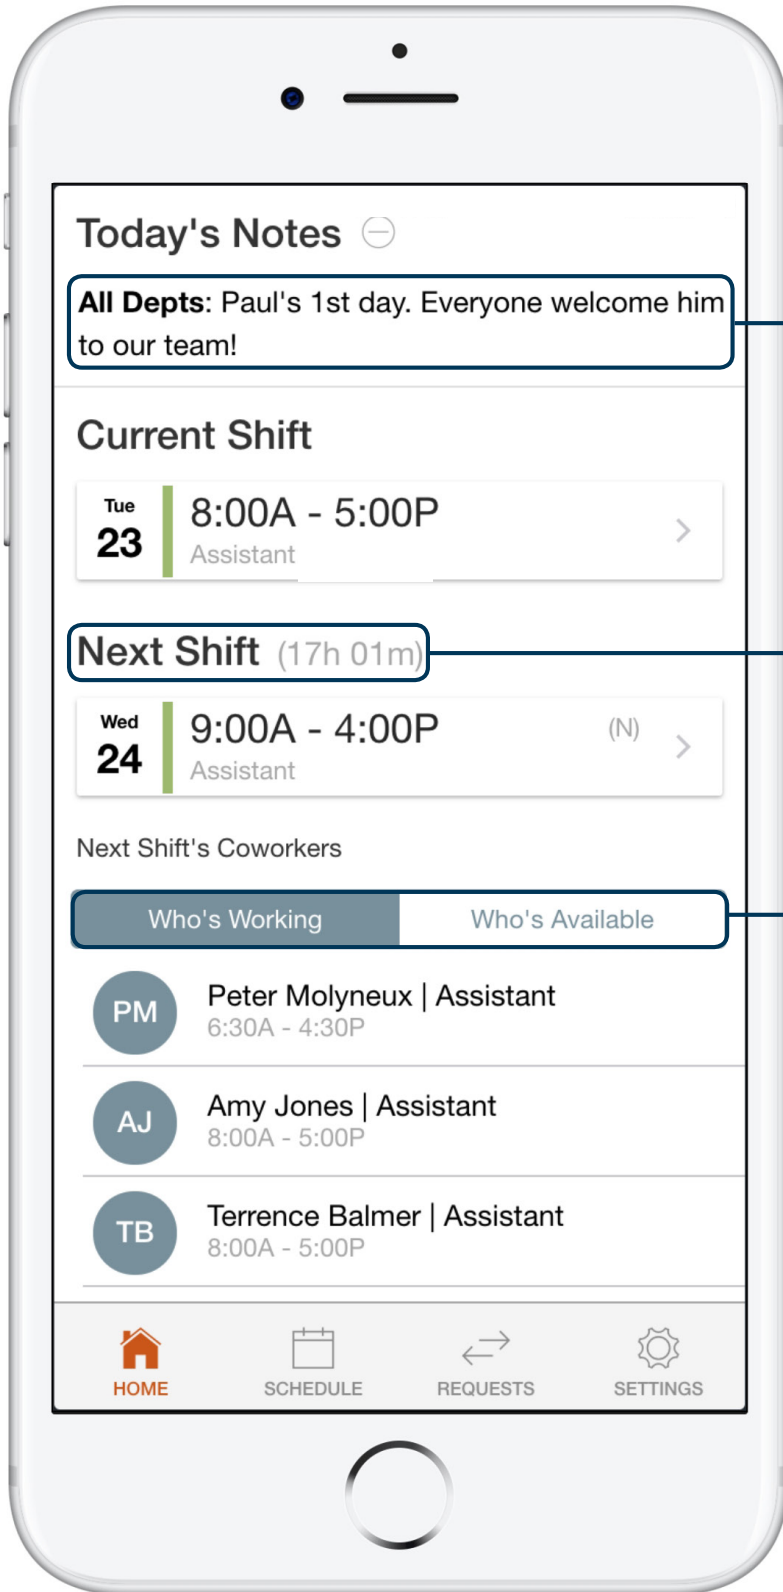 Today's Notes
All Depts: Paul's 1st day. Everyone welcome him
to our team!
Current Shift
Tue
23
8:00A - 5:00P
Assistant
Next Shift (17h 01m)
Wed
24
9:00A - 4:00P
(N)
Assistant
Next Shift's Coworkers
Who's Working
Who's Available
PM
Peter Molyneux | Assistant
6:30A - 4:30P
AJ
Amy Jones | Assistant
8:00A - 5:00P
TB
Terrence Balmer | Assistant
8:00A - 5:00P
HOME
SCHEDULE
REQUESTS
SETTINGS